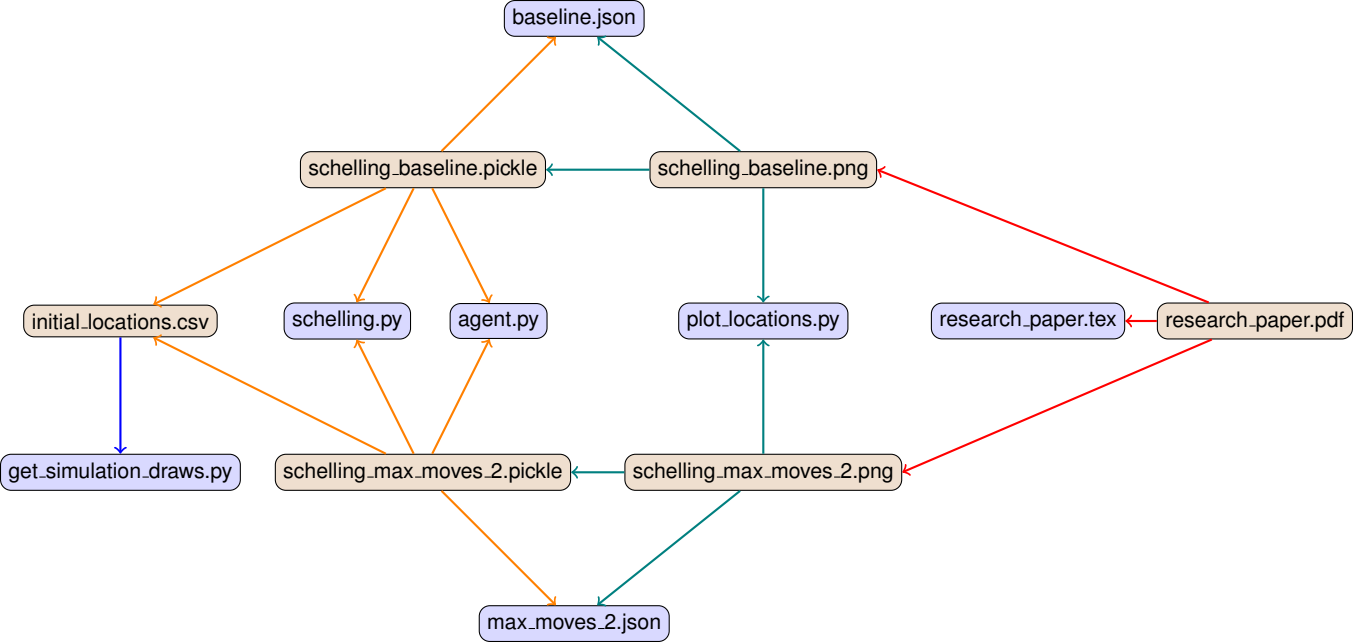 baseline.json
schelling_baseline.pickle
schelling_baseline.png
initial_locations.csv
schelling.py
agent.py
plot_locations.py
research_paper.tex
research_paper.pdf
get_simulation_draws.py
schelling_max_moves_2.pickle
schelling_max_moves_2.png
max_moves_2.json